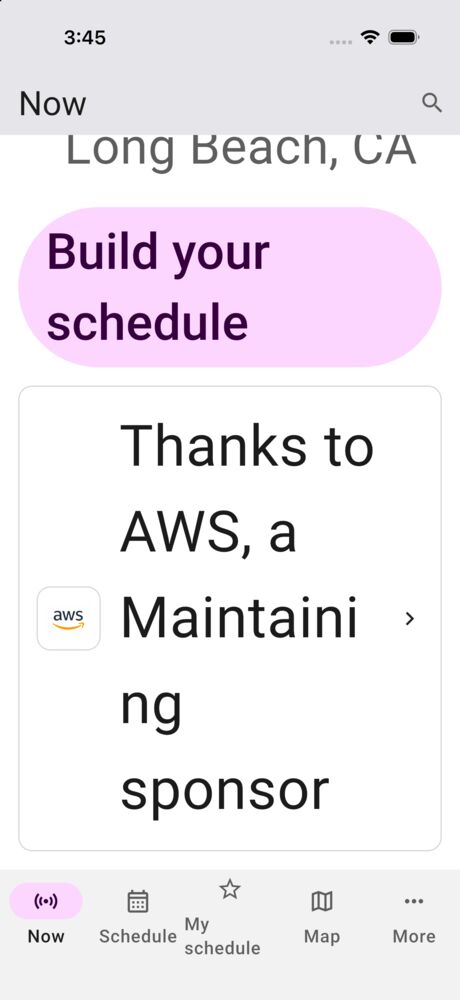 3:45
Now
Long Beach, CA
Build your
schedule
Thanks to
AWS, a
Maintaini
ng
sponsor
aws
Now
Schedule
My
schedule
Map
More